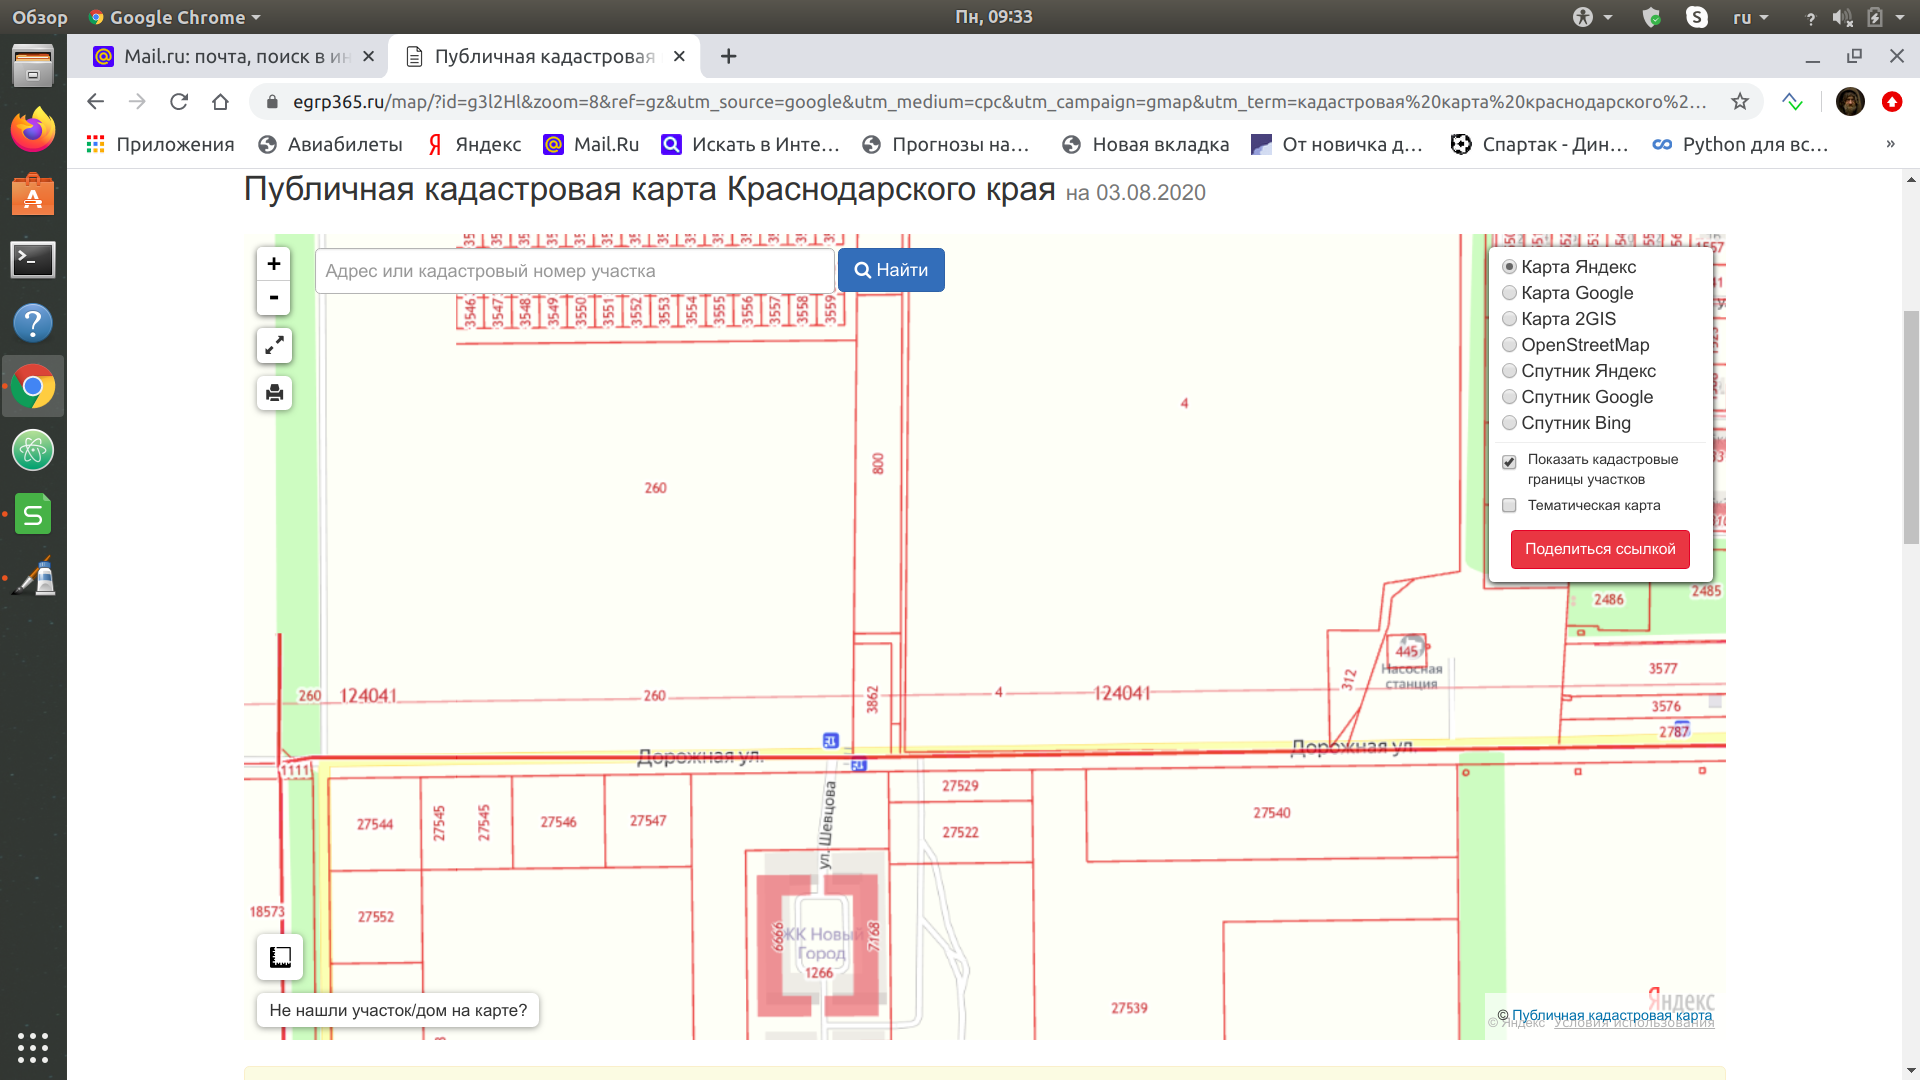 Обзор
Google Chrome
Пн, 09:33
ru
Mail.ru: почта, поиск в ин
Публичная кадастровая
egrp365.ru/map/?id=g3l2Hl&zoom=8&ref=gz&utm_source=google&utm_medium=cpc&utm_campaign=gmap&utm_term=кадастровая%20карта%20краснодарского%2...
Приложения
Авиабилеты
Яндекс
Mail.Ru
Искать в Инте...
Прогнозы на...
Новая вкладка
От новичка д...
Спартак - Дин...
Python для вс...
»
Публичная кадастровая карта Краснодарского края на 03.08.2020
+
-
Адрес или кадастровый номер участка
Найти
Карта Яндекс
Карта Google
Карта 2GIS
OpenStreetMap
Спутник Яндекс
Спутник Google
Спутник Bing
Показать кадастровые
границы участков
Тематическая карта
Поделиться ссылкой
1557
3546
3547
3548
3549
3550
3551
3552
3553
3554
3555
3556
3557
3558
3559
4
800
260
2486
2485
445
Насосная
станция
312
3577
3576
2787
260
124041
260
3862
4
124041
Дорожная ул.
Дорожная ул.
1111
27544
27545
27545
27546
27547
ул. Шевцова
27529
27522
27540
18573
27552
6666
ЖК Новый
Город
7168
1266
27539
Не нашли участок/дом на карте?
Яндекс
© Публичная кадастровая карта
© Яндекс Условия использования